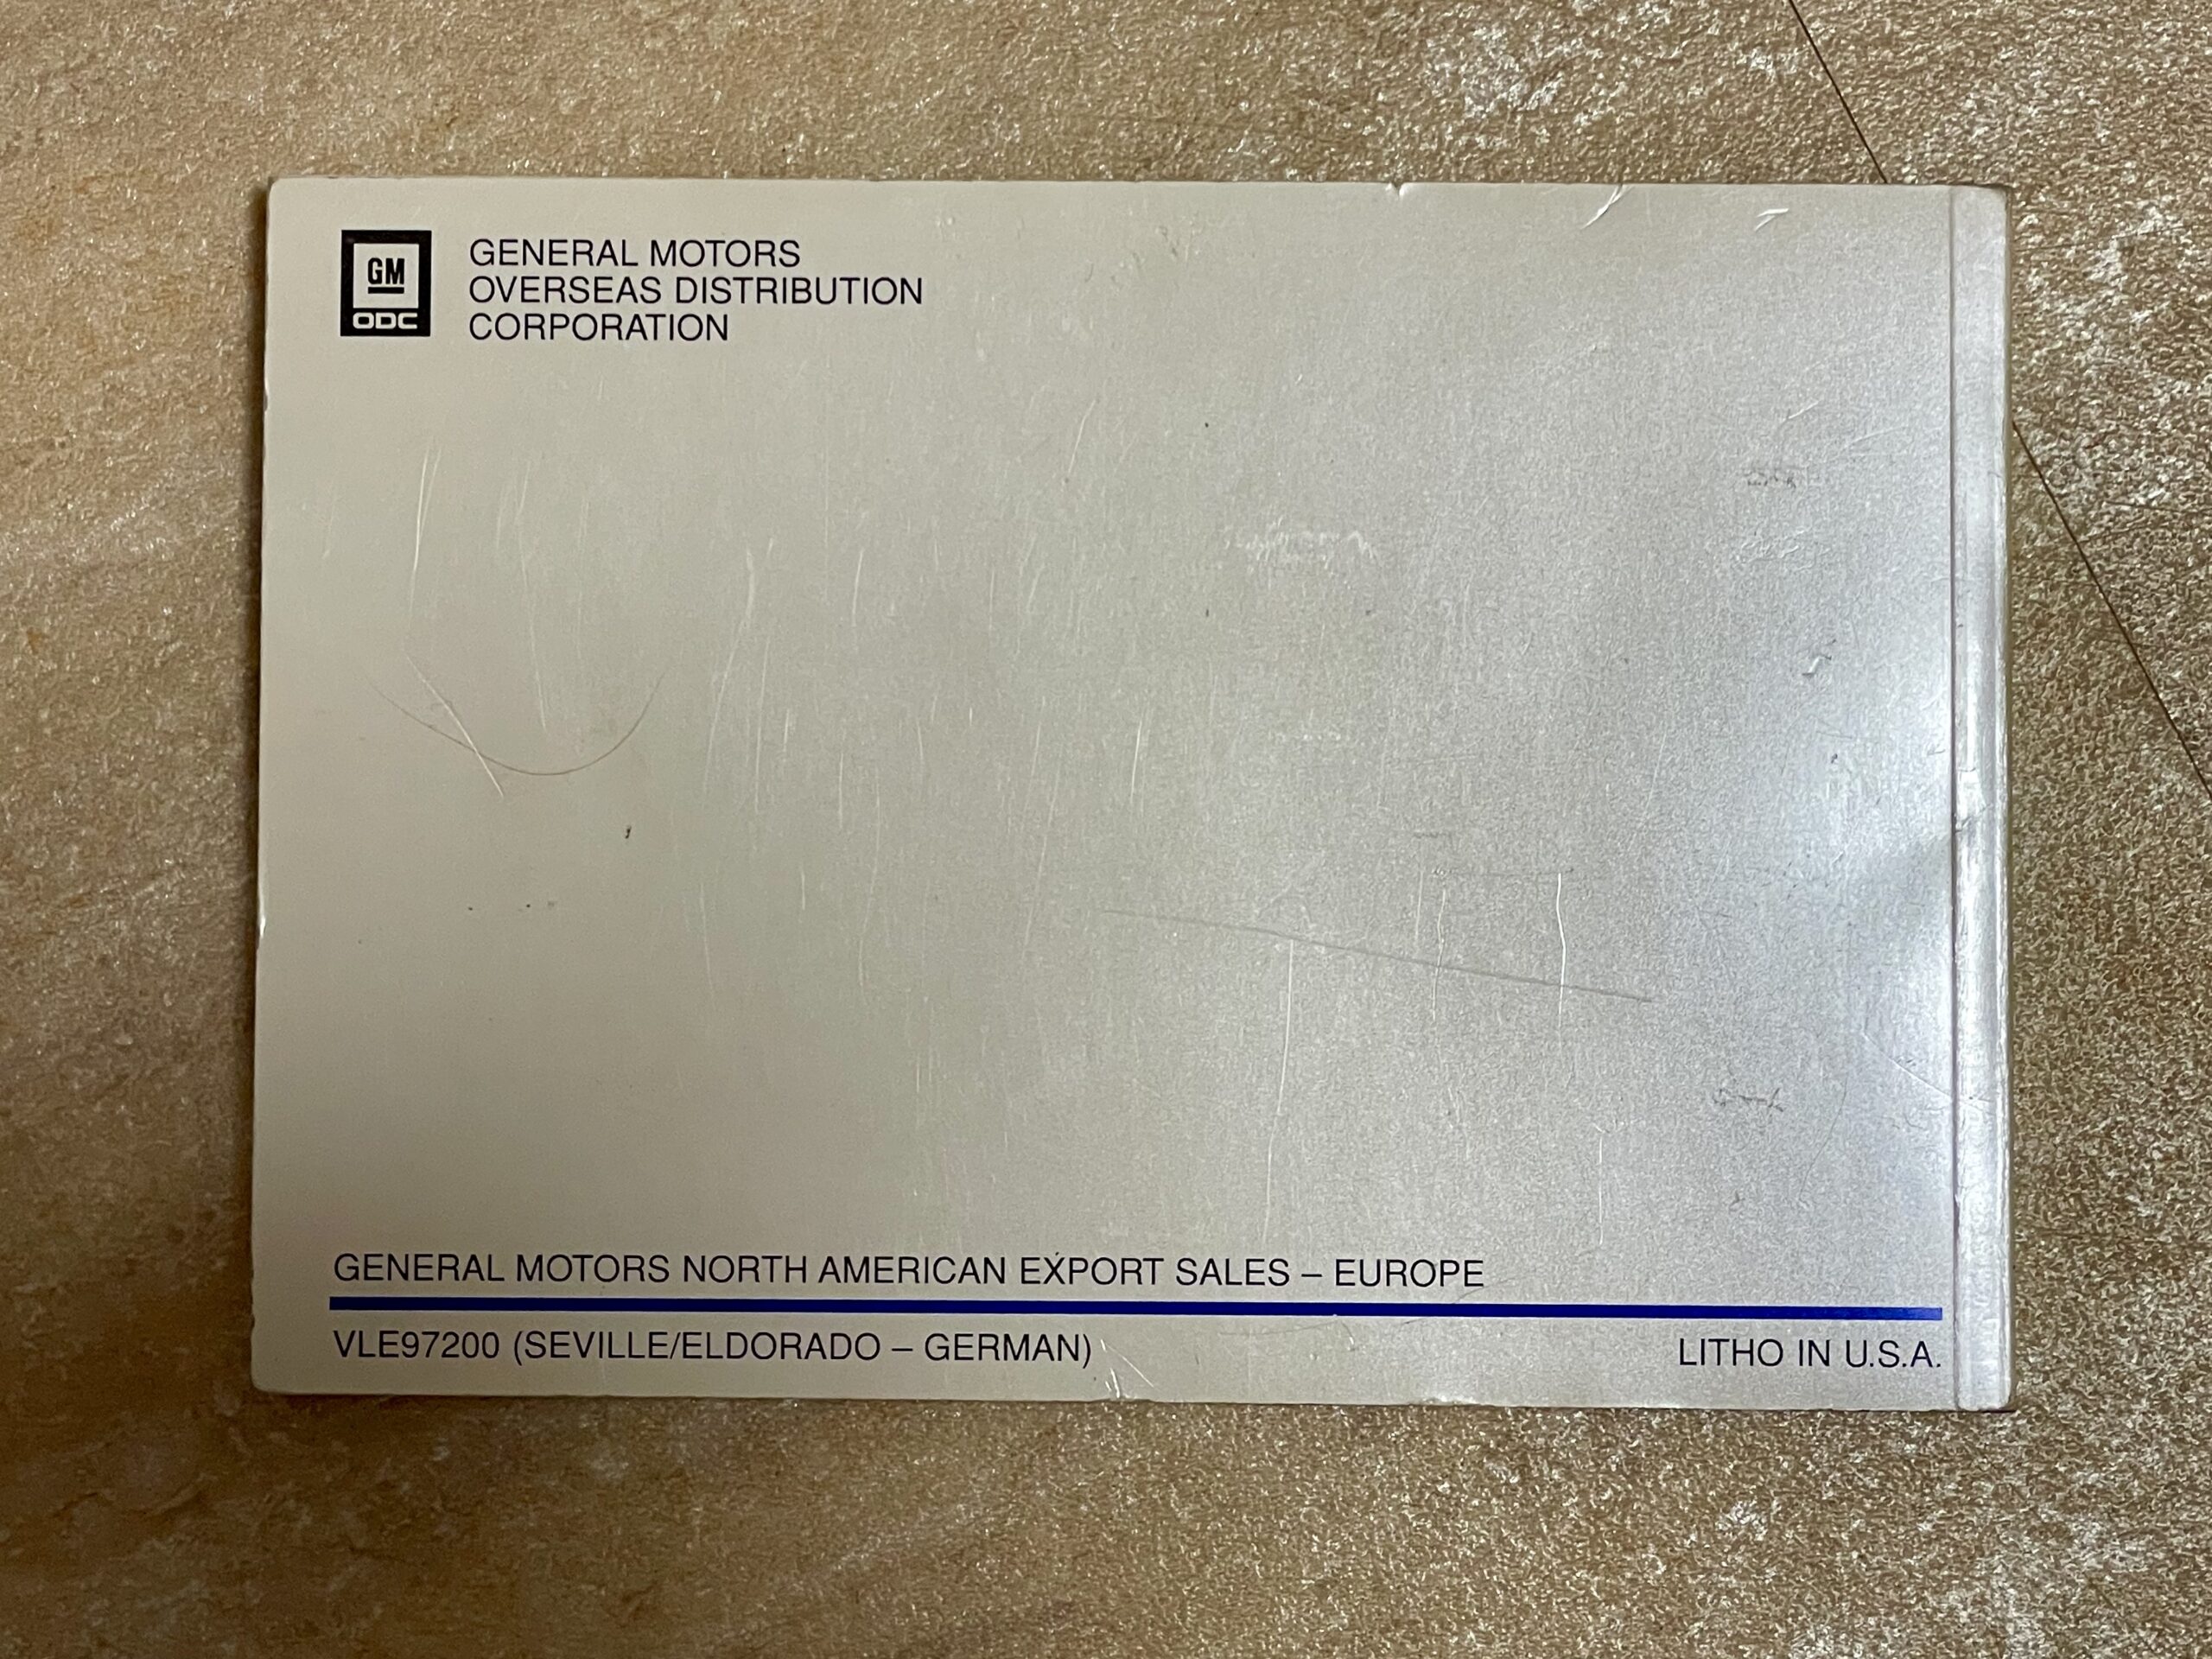 GM
ODC
GENERAL MOTORS
OVERSEAS DISTRIBUTION
CORPORATION
GENERAL MOTORS NORTH AMERICAN EXPORT SALES – EUROPE
VLE97200 (SEVILLE/ELDORADO – GERMAN)
LITHO IN U.S.A.